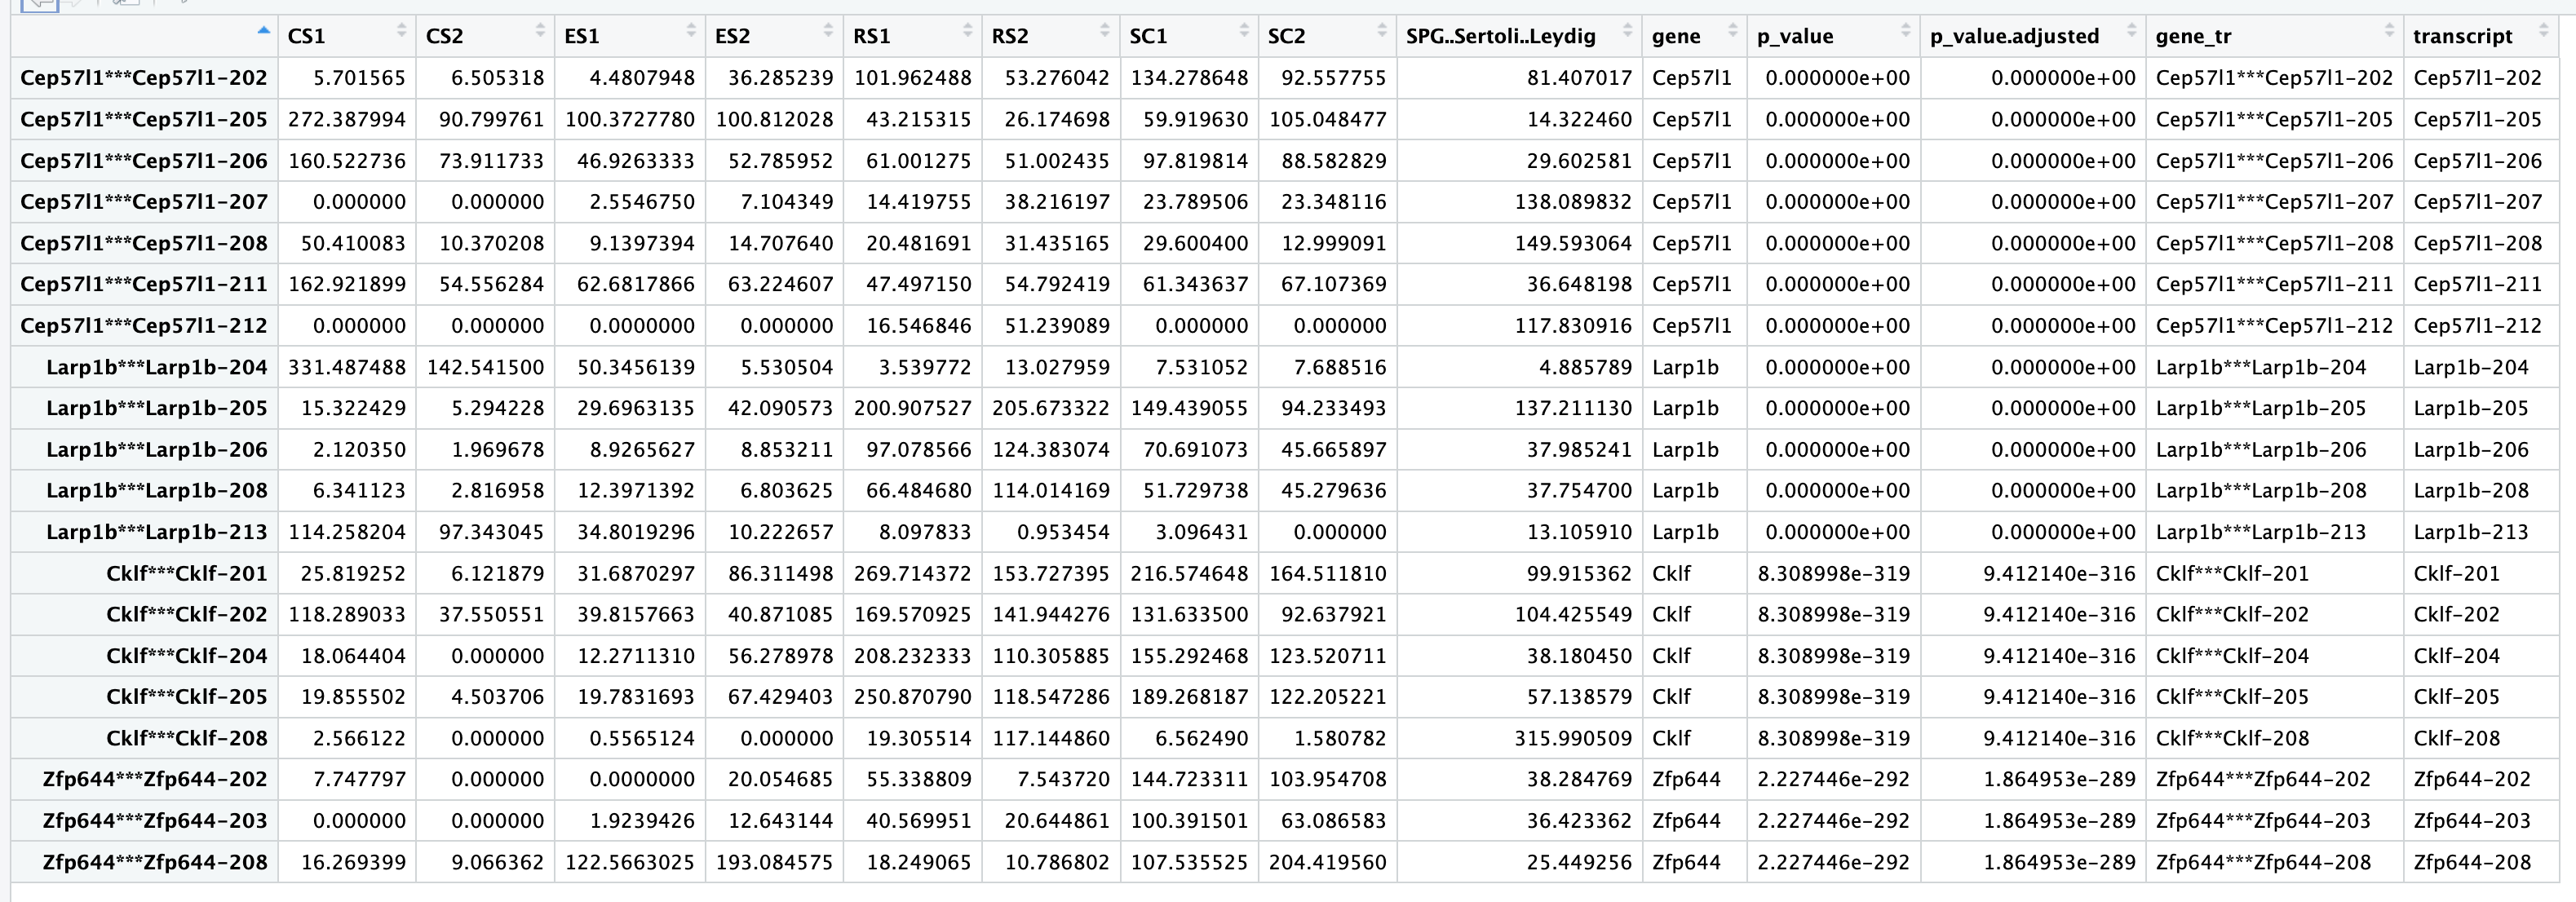 CS1 CS2 ES1 ES2 RS1 RS2 SC1 SC2 SPG..Sertoli..Leydig gene p_value p_value.adjusted gene_tr transcript
Cep57l1***Cep57l1-202 5.701565 6.505318 4.4807948 36.285239 101.962488 53.276042 134.278648 92.557755 81.407017 Cep57l1 0.000000e+00 0.000000e+00 Cep57l1***Cep57l1-202 Cep57l1-202
Cep57l1***Cep57l1-205 272.387994 90.799761 100.3727780 100.812028 43.215315 26.174698 59.919630 105.048477 14.322460 Cep57l1 0.000000e+00 0.000000e+00 Cep57l1***Cep57l1-205 Cep57l1-205
Cep57l1***Cep57l1-206 160.522736 73.911733 46.9263333 52.785952 61.001275 51.002435 97.819814 88.582829 29.602581 Cep57l1 0.000000e+00 0.000000e+00 Cep57l1***Cep57l1-206 Cep57l1-206
Cep57l1***Cep57l1-207 0.000000 0.000000 2.5546750 7.104349 14.419755 38.216197 23.789506 23.348116 138.089832 Cep57l1 0.000000e+00 0.000000e+00 Cep57l1***Cep57l1-207 Cep57l1-207
Cep57l1***Cep57l1-208 50.410083 10.370208 9.1397394 14.707640 20.481691 31.435165 29.600400 12.999091 149.593064 Cep57l1 0.000000e+00 0.000000e+00 Cep57l1***Cep57l1-208 Cep57l1-208
Cep57l1***Cep57l1-211 162.921899 54.556284 62.6817866 63.224607 47.497150 54.792419 61.343637 67.107369 36.648198 Cep57l1 0.000000e+00 0.000000e+00 Cep57l1***Cep57l1-211 Cep57l1-211
Cep57l1***Cep57l1-212 0.000000 0.000000 0.0000000 0.000000 16.546846 51.239089 0.000000 0.000000 117.830916 Cep57l1 0.000000e+00 0.000000e+00 Cep57l1***Cep57l1-212 Cep57l1-212
Larp1b***Larp1b-204 331.487488 142.541500 50.3456139 5.530504 3.539772 13.027959 7.531052 7.688516 4.885789 Larp1b 0.000000e+00 0.000000e+00 Larp1b***Larp1b-204 Larp1b-204
Larp1b***Larp1b-205 15.322429 5.294228 29.6963135 42.090573 200.907527 205.673322 149.439055 94.233493 137.211130 Larp1b 0.000000e+00 0.000000e+00 Larp1b***Larp1b-205 Larp1b-205
Larp1b***Larp1b-206 2.120350 1.969678 8.9265627 8.853211 97.078566 124.383074 70.691073 45.665897 37.985241 Larp1b 0.000000e+00 0.000000e+00 Larp1b***Larp1b-206 Larp1b-206
Larp1b***Larp1b-208 6.341123 2.816958 12.3971392 6.803625 66.484680 114.014169 51.729738 45.279636 37.754700 Larp1b 0.000000e+00 0.000000e+00 Larp1b***Larp1b-208 Larp1b-208
Larp1b***Larp1b-213 114.258204 97.343045 34.8019296 10.222657 8.097833 0.953454 3.096431 0.000000 13.105910 Larp1b 0.000000e+00 0.000000e+00 Larp1b***Larp1b-213 Larp1b-213
Cklf***Cklf-201 25.819252 6.121879 31.6870297 86.311498 269.714372 153.727395 216.574648 164.511810 99.915362 Cklf 8.308998e-319 9.412140e-316 Cklf***Cklf-201 Cklf-201
Cklf***Cklf-202 118.289033 37.550551 39.8157663 40.871085 169.570925 141.944276 131.633500 92.637921 104.425549 Cklf 8.308998e-319 9.412140e-316 Cklf***Cklf-202 Cklf-202
Cklf***Cklf-204 18.064404 0.000000 12.2711310 56.278978 208.232333 110.305885 155.292468 123.520711 38.180450 Cklf 8.308998e-319 9.412140e-316 Cklf***Cklf-204 Cklf-204
Cklf***Cklf-205 19.855502 4.503706 19.7831693 67.429403 250.870790 118.547286 189.268187 122.205221 57.138579 Cklf 8.308998e-319 9.412140e-316 Cklf***Cklf-205 Cklf-205
Cklf***Cklf-208 2.566122 0.000000 0.5565124 0.000000 19.305514 117.144860 6.562490 1.580782 315.990509 Cklf 8.308998e-319 9.412140e-316 Cklf***Cklf-208 Cklf-208
Zfp644***Zfp644-202 7.747797 0.000000 0.0000000 20.054685 55.338809 7.543720 144.723311 103.954708 38.284769 Zfp644 2.227446e-292 1.864953e-289 Zfp644***Zfp644-202 Zfp644-202
Zfp644***Zfp644-203 0.000000 0.000000 1.9239426 12.643144 40.569951 20.644861 100.391501 63.086583 36.423362 Zfp644 2.227446e-292 1.864953e-289 Zfp644***Zfp644-203 Zfp644-203
Zfp644***Zfp644-208 16.269399 9.066362 122.5663025 193.084575 18.249065 10.786802 107.535525 204.419560 25.449256 Zfp644 2.227446e-292 1.864953e-289 Zfp644***Zfp644-208 Zfp644-208